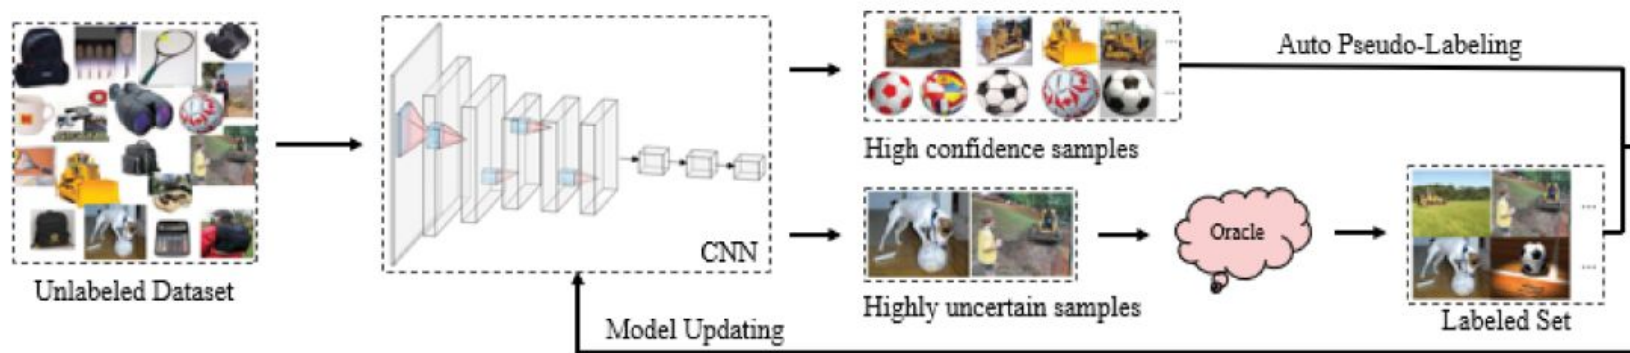 Auto Pseudo-Labeling
High confidence samples
CNN
Oracle
Unlabeled Dataset
Highly uncertain samples
Labeled Set
Model Updating